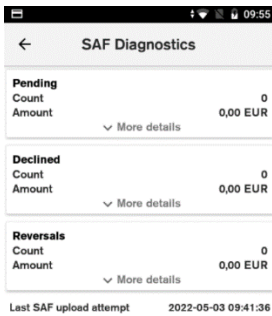 09:55
SAF Diagnostics
Pending
Count 0
Amount 0,00 EUR
More details
Declined
Count 0
Amount 0,00 EUR
More details
Reversals
Count 0
Amount 0,00 EUR
More details
Last SAF upload attempt 2022-05-03 09:41:36